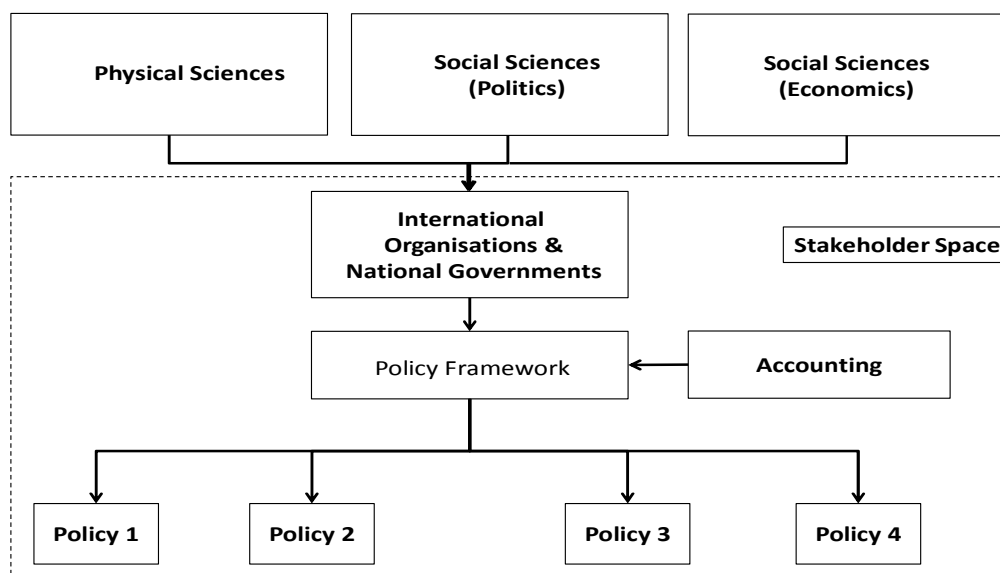 Physical Sciences
Social Sciences
(Politics)
Social Sciences
(Economics)
International
Organisations &
National Governments
Stakeholder Space
Policy Framework
Accounting
Policy 1
Policy 2
Policy 3
Policy 4